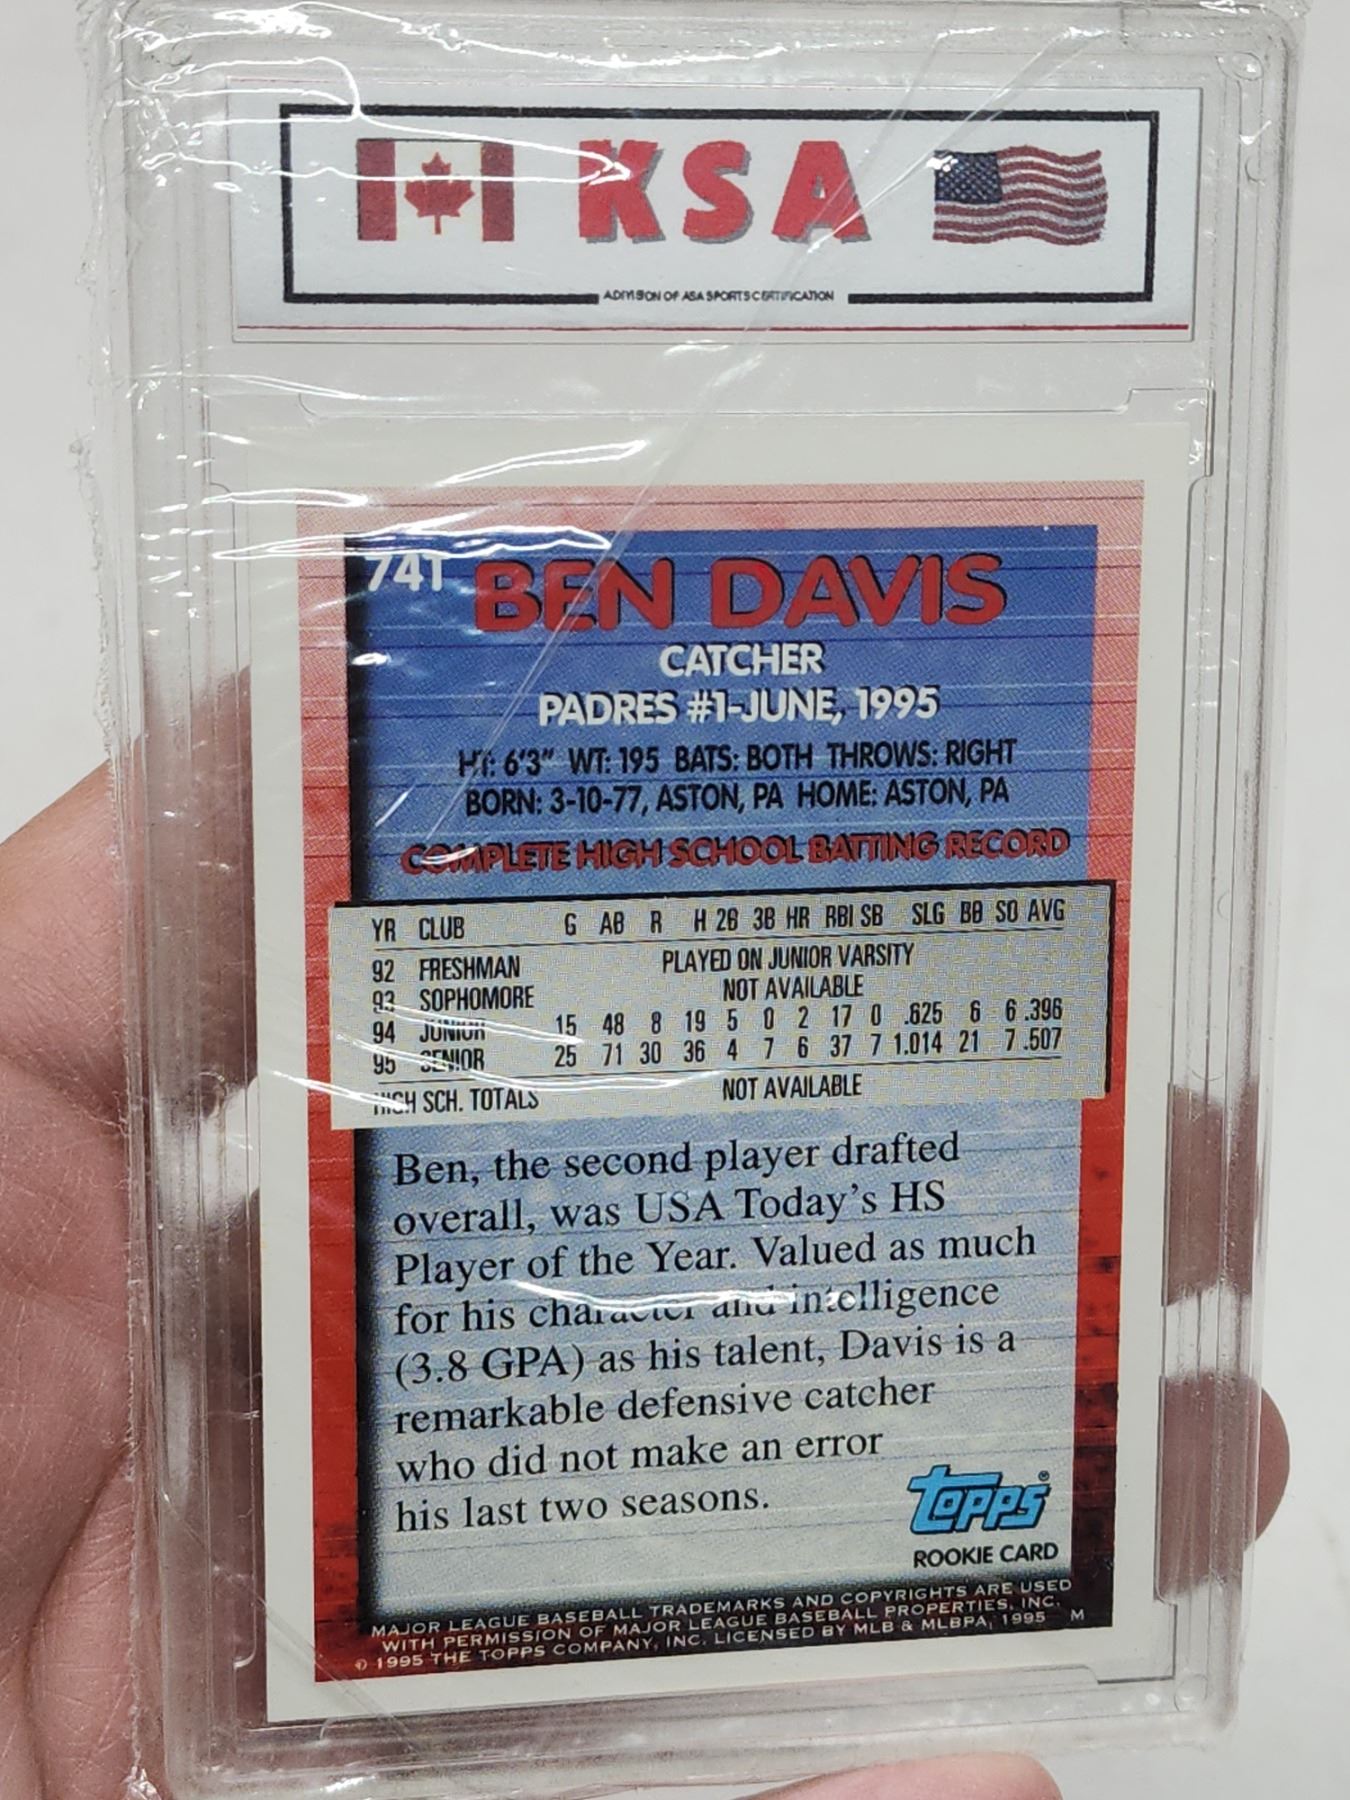 KSA
A DIVISION OF ASA SPORTS CERTIFICATION
74T BEN DAVIS
CATCHER
PADRES #1-JUNE, 1995
HT: 6'3" WT: 195 BATS: BOTH THROWS: RIGHT
BORN: 3-10-77, ASTON, PA HOME: ASTON, PA
COMPLETE HIGH SCHOOL BATTING RECORD
YR CLUB G AB R H 2B 3B HR RBI SB SLG BB SO AVG
92 FRESHMAN PLAYED ON JUNIOR VARSITY
93 SOPHOMORE NOT AVAILABLE
94 JUNIOR 15 48 8 19 5 0 2 17 0 .625 6 6 .396
95 SENIOR 25 71 30 36 4 7 6 37 7 1.014 21 7 .507
HIGH SCH. TOTALS NOT AVAILABLE
Ben, the second player drafted
overall, was USA Today's HS
Player of the Year. Valued as much
for his character and intelligence
(3.8 GPA) as his talent, Davis is a
remarkable defensive catcher
who did not make an error
his last two seasons.
Topps®
ROOKIE CARD
MAJOR LEAGUE BASEBALL TRADEMARKS AND COPYRIGHTS ARE USED
WITH PERMISSION OF MAJOR LEAGUE BASEBALL PROPERTIES, INC.
© 1995 THE TOPPS COMPANY, INC. LICENSED BY MLB & MLBPA, 1995 M